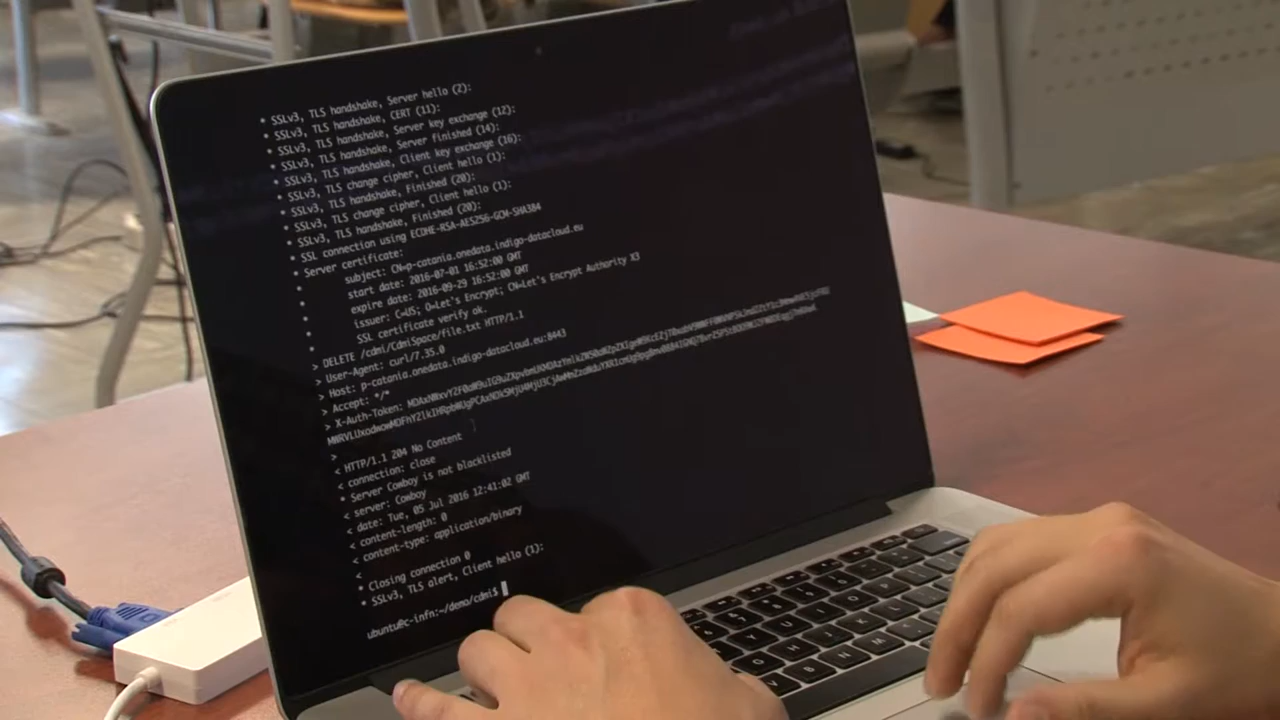 * SSLv3, TLS handshake, Server hello (2):
* SSLv3, TLS handshake, CERT (11):
* SSLv3, TLS handshake, Server key exchange (12):
* SSLv3, TLS handshake, Server finished (14):
* SSLv3, TLS handshake, Client key exchange (16):
* SSLv3, TLS change cipher, Client hello (1):
* SSLv3, TLS handshake, Finished (20):
* SSLv3, TLS change cipher, Client hello (1):
* SSLv3, TLS handshake, Finished (20):
* SSL connection using ECDHE-RSA-AES256-GCM-SHA384
* Server certificate:
* subject: CN=p-catania.onedata.indigo-datacloud.eu
* start date: 2016-07-01 16:52:00 GMT
* expire date: 2016-09-29 16:52:00 GMT
* issuer: C=US; O=Let's Encrypt; CN=Let's Encrypt Authority X3
* SSL certificate verify ok.
> DELETE /cdmi/CdmiSpace/file.txt HTTP/1.1
> User-Agent: curl/7.35.0
> Host: p-catania.onedata.indigo-datacloud.eu:8443
> Accept: */*
> X-Auth-Token:
>
< HTTP/1.1 204 No Content
< connection: close
* Server Cowboy is not blacklisted
< server: Cowboy
< date: Tue, 05 Jul 2016 12:41:02 GMT
< content-length: 0
< content-type: application/binary
<
* Closing connection 0
* SSLv3, TLS alert, Client hello (1):
ubuntu@c-infn:~/demo/cdmi$